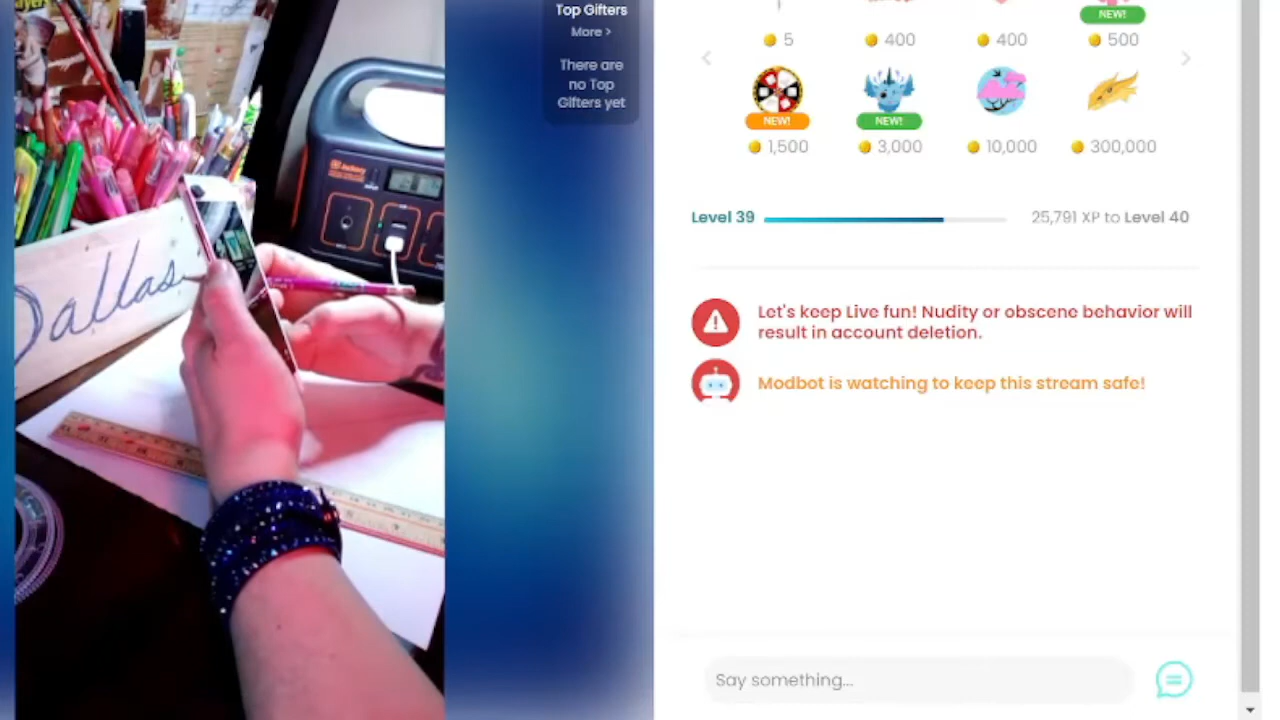 Top Gifters
More >
There are
no Top
Gifters yet
NEW!
5
400
400
500
NEW!
NEW!
1,500
3,000
10,000
300,000
Level 39
25,791 XP to Level 40
Let's keep Live fun! Nudity or obscene behavior will
result in account deletion.
Modbot is watching to keep this stream safe!
Say something...
Dallas
Jackery